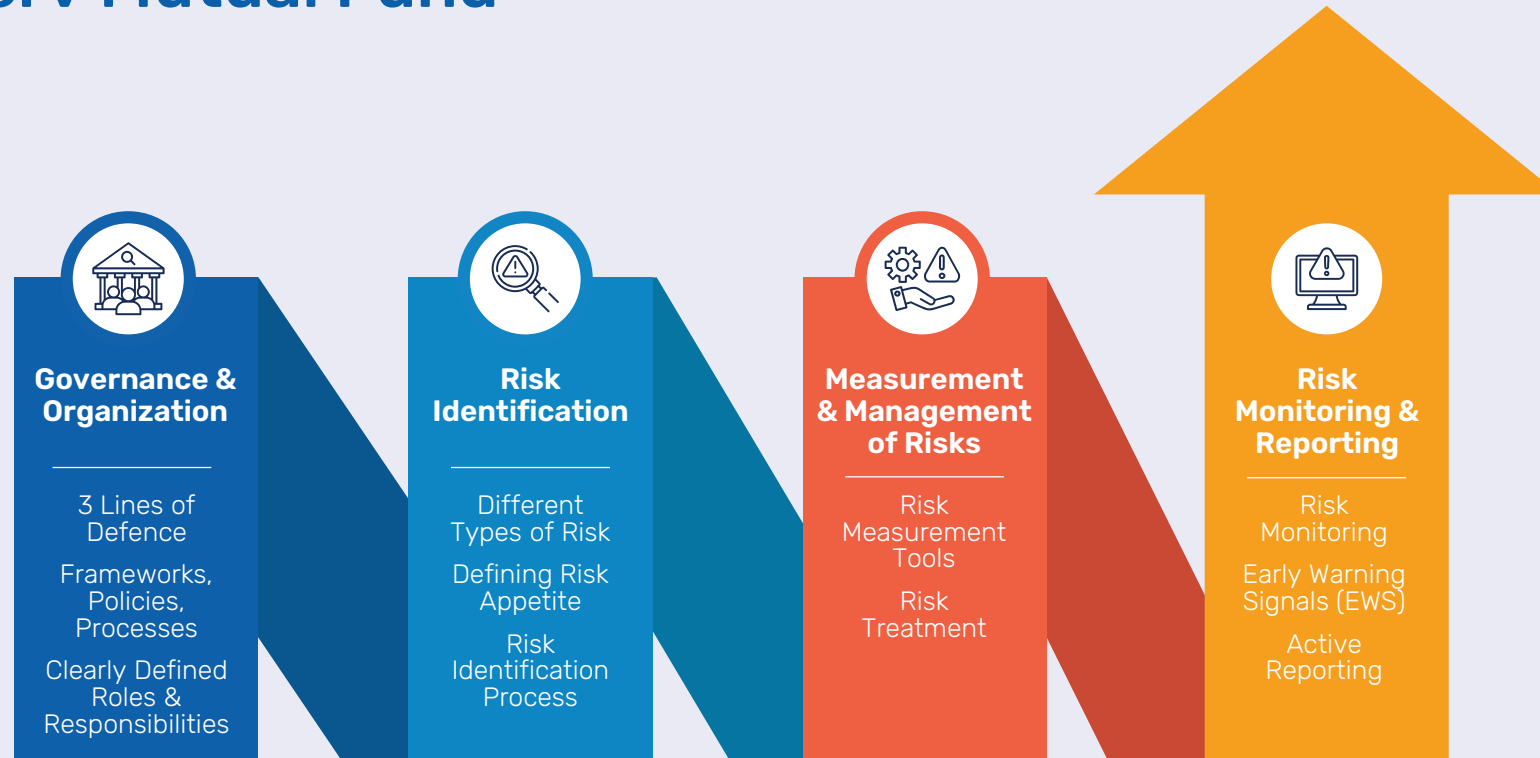 Mutual Fund
Governance &
Organization
3 Lines of
Defence
Frameworks,
Policies,
Processes
Clearly Defined
Roles &
Responsibilities
Risk
Identification
Different
Types of Risk
Defining Risk
Appetite
Risk
Identification
Process
Measurement
& Management
of Risks
Risk
Measurement
Tools
Risk
Treatment
Risk
Monitoring &
Reporting
Risk
Monitoring
Early Warning
Signals (EWS)
Active
Reporting